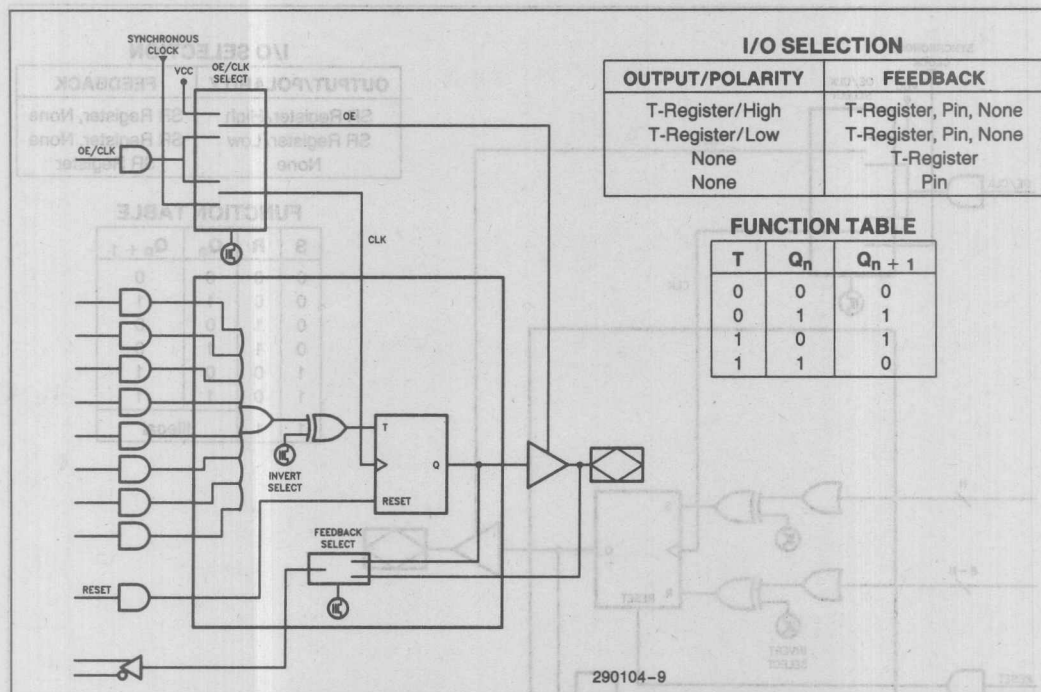 SYNCHRONOUS
CLOCK
VCC
OE/CLK
SELECT
OE
OE/CLK
CLK
INVERT
SELECT
T
Q
RESET
FEEDBACK
SELECT
RESET
I/O SELECTION
OUTPUT/POLARITY FEEDBACK
T-Register/High T-Register, Pin, None
T-Register/Low T-Register, Pin, None
None T-Register
None Pin
FUNCTION TABLE
T Qn Qn + 1
0 0 0
0 1 1
1 0 1
1 1 0
290104-9